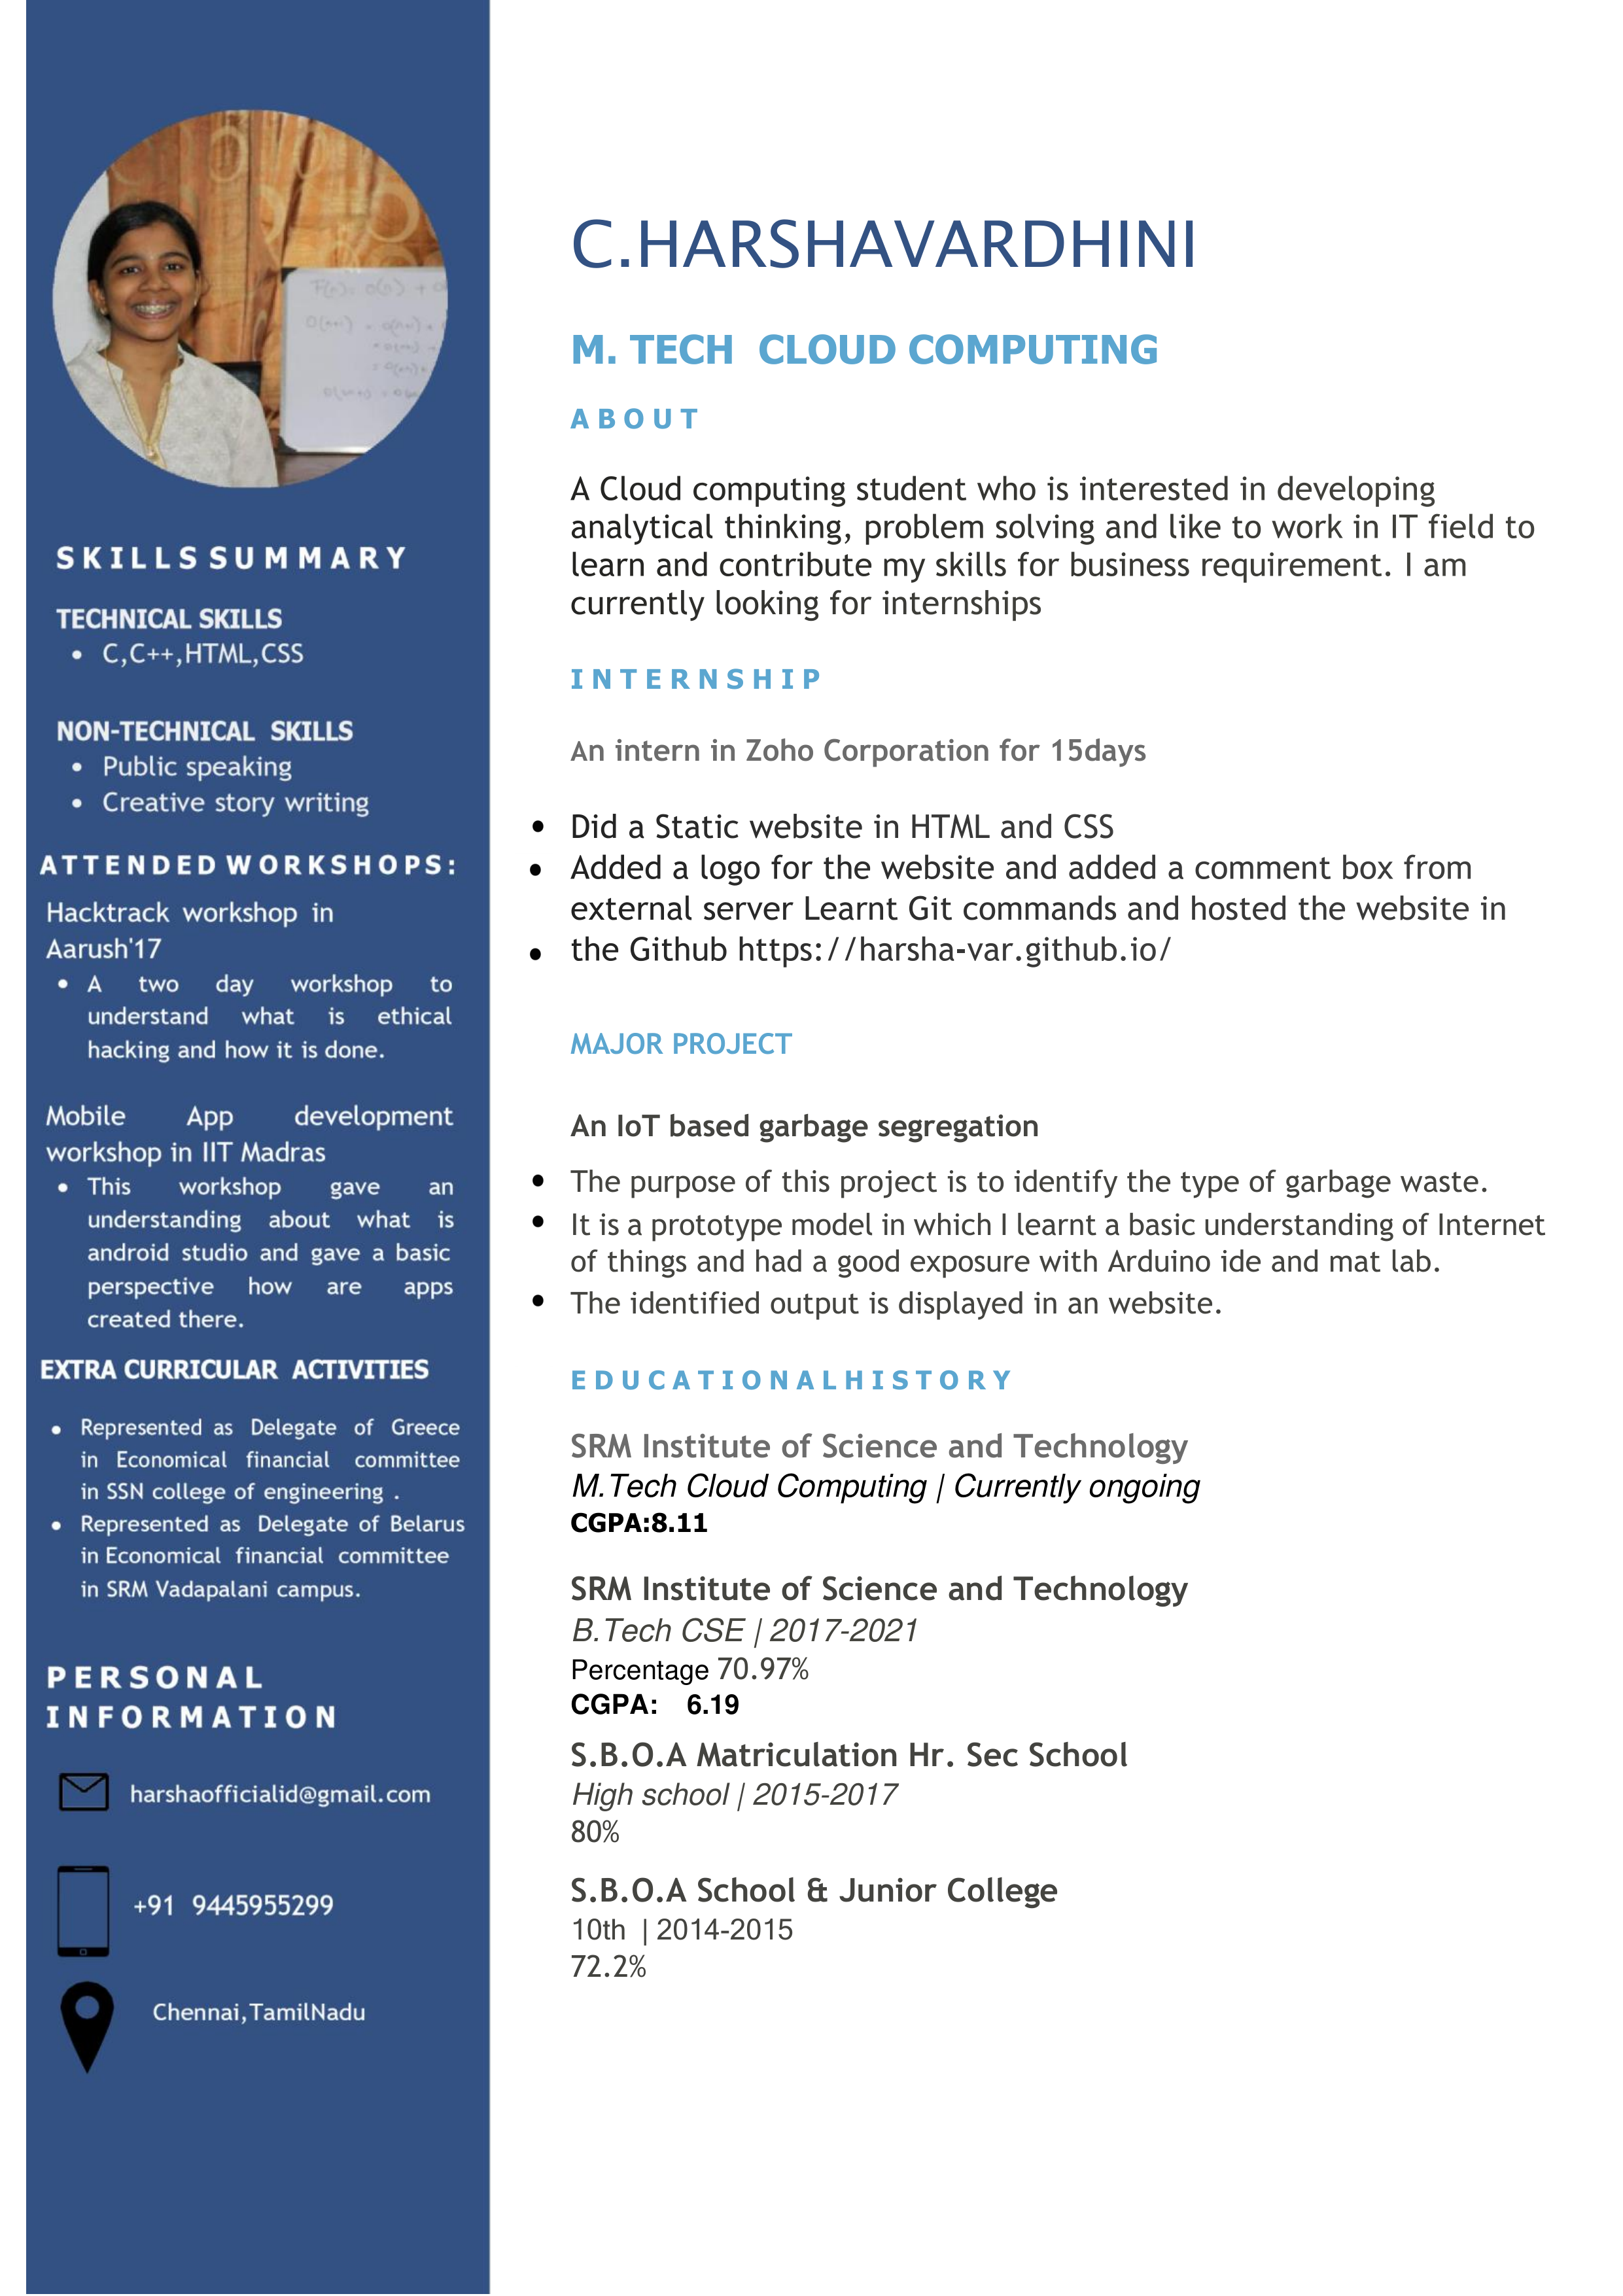 SKILLS SUMMARY
TECHNICAL SKILLS
• C,C++,HTML,CSS
NON-TECHNICAL SKILLS
• Public speaking
• Creative story writing
ATTENDED WORKSHOPS:
Hacktrack workshop in
Aarush'17
• A two day workshop to
understand what is ethical
hacking and how it is done.
Mobile App development
workshop in IIT Madras
• This workshop gave an
understanding about what is
android studio and gave a basic
perspective how are apps
created there.
EXTRA CURRICULAR ACTIVITIES
• Represented as Delegate of Greece
in Economical financial committee
in SSN college of engineering .
• Represented as Delegate of Belarus
in Economical financial committee
in SRM Vadapalani campus.
PERSONAL
INFORMATION
harshaofficialid@gmail.com
+91 9445955299
Chennai,TamilNadu
C.HARSHAVARDHINI
M. TECH CLOUD COMPUTING
ABOUT
A Cloud computing student who is interested in developing
analytical thinking, problem solving and like to work in IT field to
learn and contribute my skills for business requirement. I am
currently looking for internships
INTERNSHIP
An intern in Zoho Corporation for 15days
• Did a Static website in HTML and CSS
• Added a logo for the website and added a comment box from
external server Learnt Git commands and hosted the website in
• the Github https://harsha-var.github.io/
MAJOR PROJECT
An IoT based garbage segregation
• The purpose of this project is to identify the type of garbage waste.
• It is a prototype model in which I learnt a basic understanding of Internet
of things and had a good exposure with Arduino ide and mat lab.
• The identified output is displayed in an website.
EDUCATIONALHISTORY
SRM Institute of Science and Technology
M.Tech Cloud Computing | Currently ongoing
CGPA:8.11
SRM Institute of Science and Technology
B.Tech CSE | 2017-2021
Percentage 70.97%
CGPA: 6.19
S.B.O.A Matriculation Hr. Sec School
High school | 2015-2017
80%
S.B.O.A School & Junior College
10th | 2014-2015
72.2%